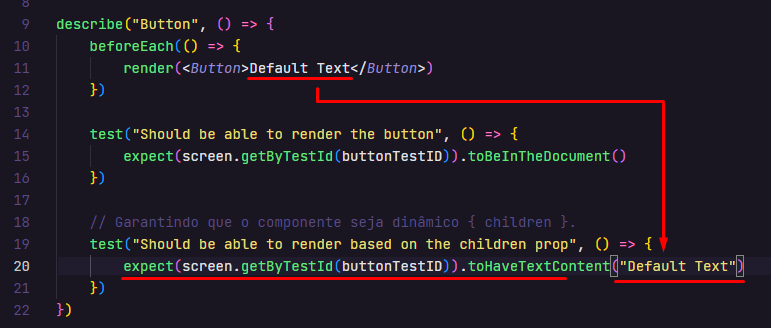 8
9 describe("Button", () => {
10 beforeEach(() => {
11 render(<Button>Default Text</Button>)
12 })
13
14 test("Should be able to render the button", () => {
15 expect(screen.getByTestId(buttonTestID)).toBeInTheDocument()
16 })
17
18 // Garantindo que o componente seja dinâmico { children }.
19 test("Should be able to render based on the children prop", () => {
20 expect(screen.getByTestId(buttonTestID)).toHaveTextContent("Default Text")
21 })
22 })